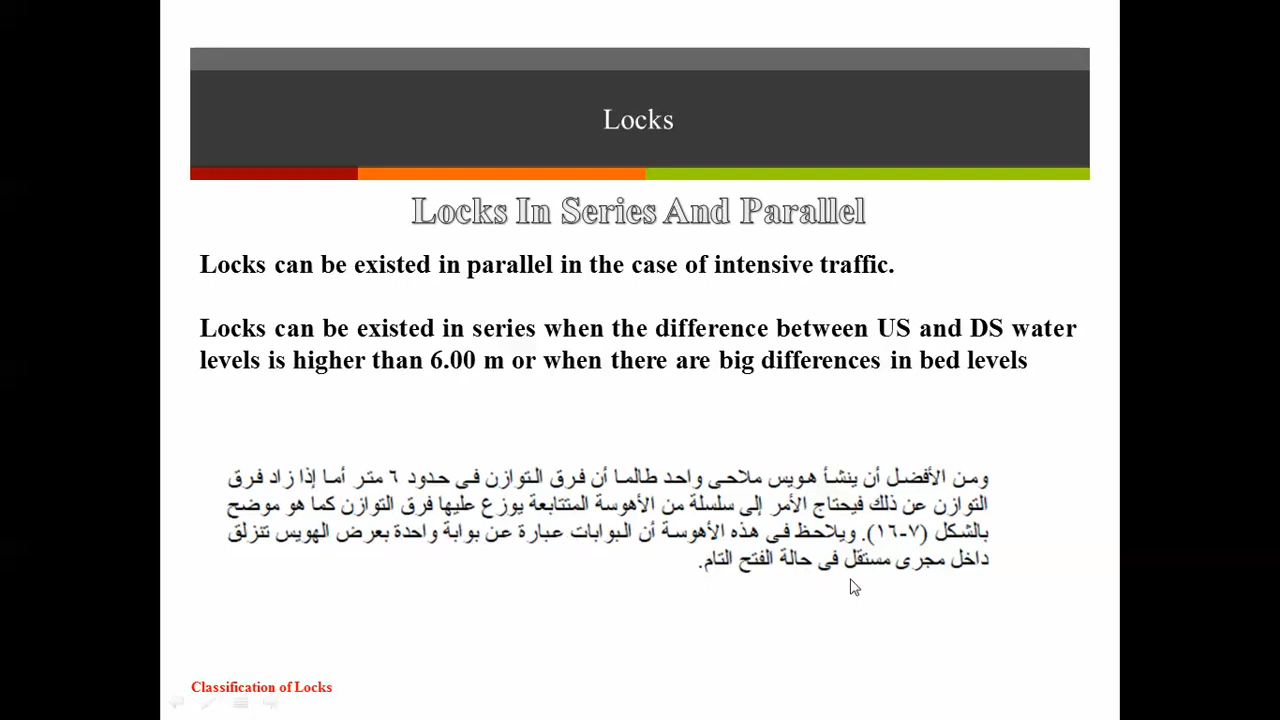 Locks
Locks In Series And Parallel
Locks can be existed in parallel in the case of intensive traffic.
Locks can be existed in series when the difference between US and DS water
levels is higher than 6.00 m or when there are big differences in bed levels
ومن الأفضل أن ينشأ هويس ملاحى واحد طالما أن فرق التوازن فى حدود ٦ متر أما إذا زاد فرق
التوازن عن ذلك فيحتاج الأمر إلى سلسلة من الأهوسة المتتابعة يوزع عليها فرق التوازن كما هو موضح
بالشكل (٧-١٦). ويلاحظ فى هذه الأهوسة أن البوابات عبارة عن بوابة واحدة بعرض الهويس تنزلق
داخل مجرى مستقل فى حالة الفتح التام.
Classification of Locks